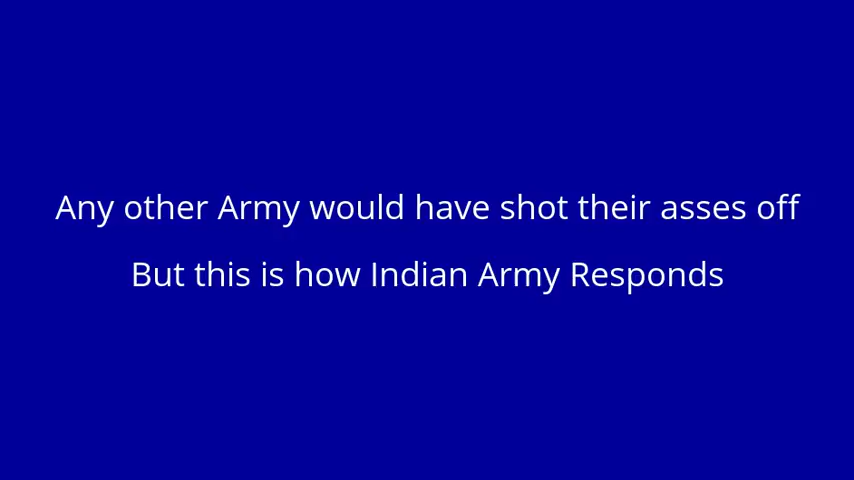 Any other Army would have shot their asses off
But this is how Indian Army Responds